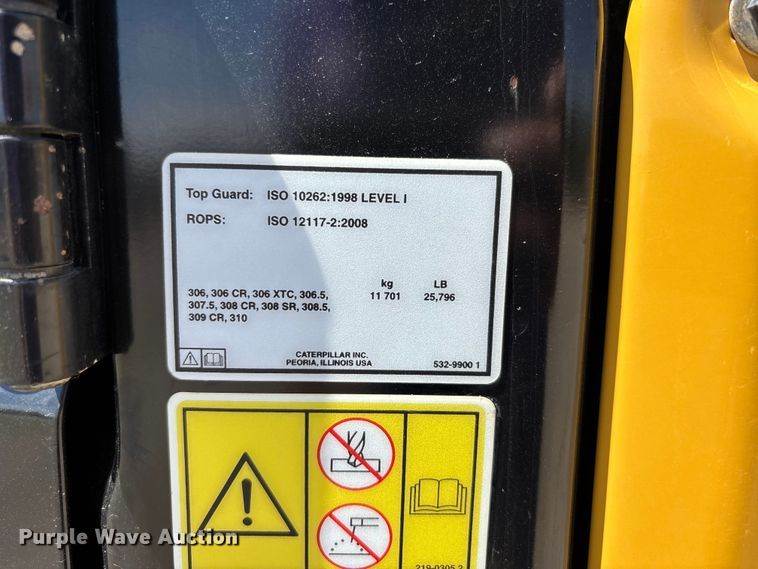 Top Guard: ISO 10262:1998 LEVEL I
ROPS: ISO 12117-2:2008
kg LB
306, 306 CR, 306 XTC, 306.5, 11 701 25,796
307.5, 308 CR, 308 SR, 308.5,
309 CR, 310
CATERPILLAR INC.
PEORIA, ILLINOIS USA 532-9900 1
219-0305 2
Purple Wave Auction